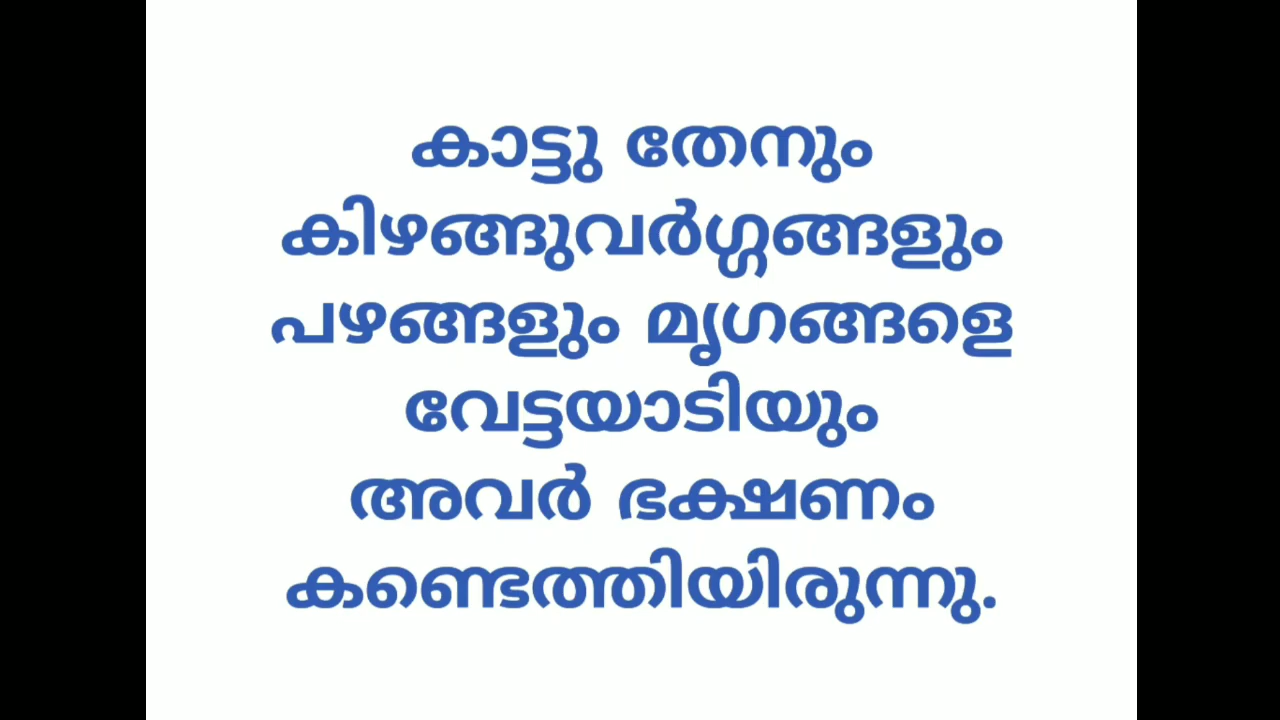 കാട്ടു തേനും
കിഴങ്ങുവർഗ്ഗങ്ങളും
പഴങ്ങളും മൃഗങ്ങളെ
വേട്ടയാടിയും
അവർ ഭക്ഷണം
കണ്ടെത്തിയിരുന്നു.